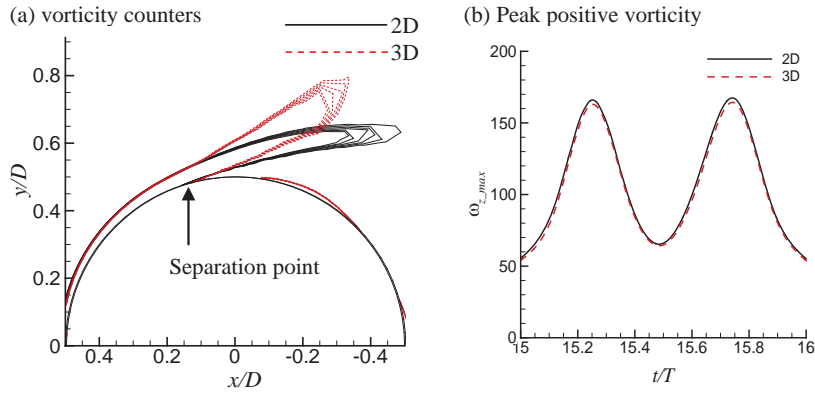 (a) vorticity counters
2D
3D
0.8
0.6
0.4
0.2
0
y/D
Separation point
0.4 0.2 0 -0.2 -0.4
x/D
(b) Peak positive vorticity
2D
3D
200
150
100
50
0
ω_{z_max}
15 15.2 15.4 15.6 15.8 16
t/T